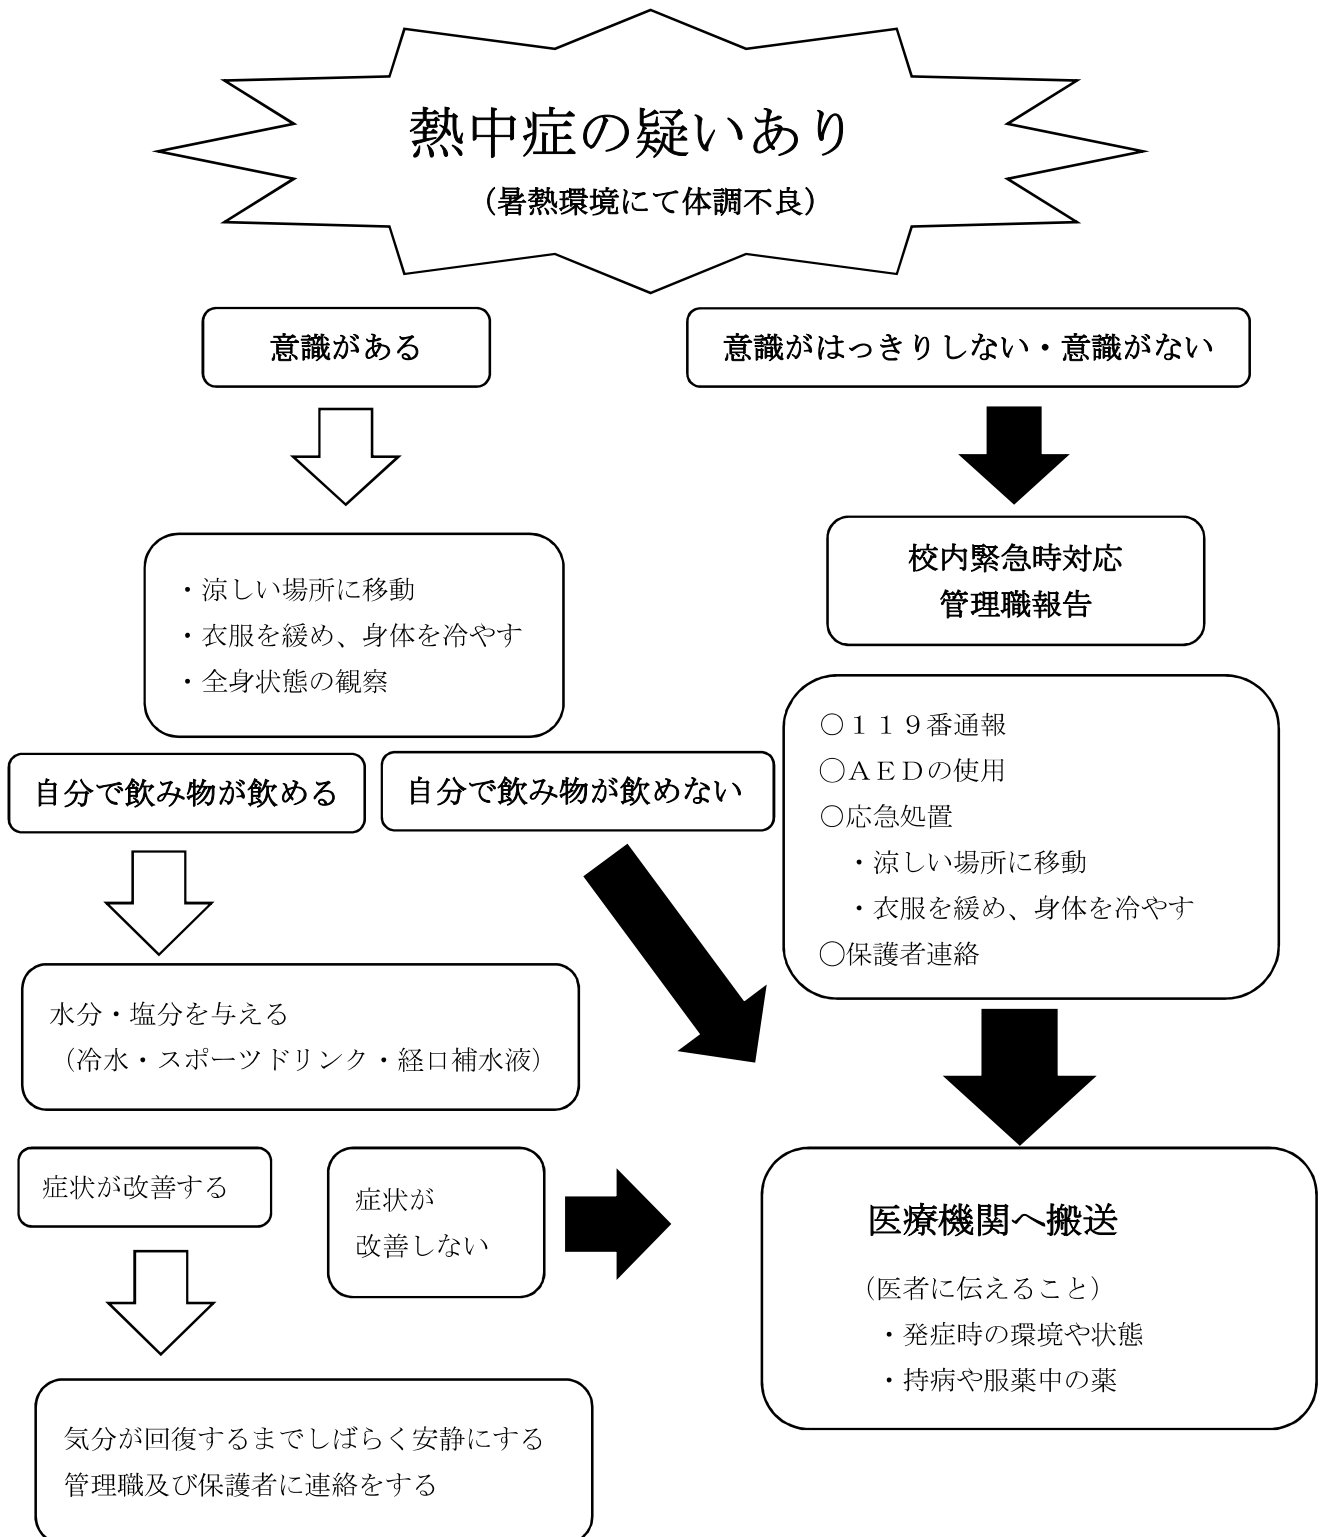 熱中症の疑いあり
（暑熱環境にて体調不良）
意識がある
意識がはっきりしない・意識がない
・涼しい場所に移動
・衣服を緩め、身体を冷やす
・全身状態の観察
校内緊急時対応
管理職報告
自分で飲み物が飲める
自分で飲み物が飲めない
○１１９番通報
○ＡＥＤの使用
○応急処置
・涼しい場所に移動
・衣服を緩め、身体を冷やす
○保護者連絡
水分・塩分を与える
（冷水・スポーツドリンク・経口補水液）
症状が改善する
症状が
改善しない
医療機関へ搬送
（医者に伝えること）
・発症時の環境や状態
・持病や服薬中の薬
気分が回復するまでしばらく安静にする
管理職及び保護者に連絡をする